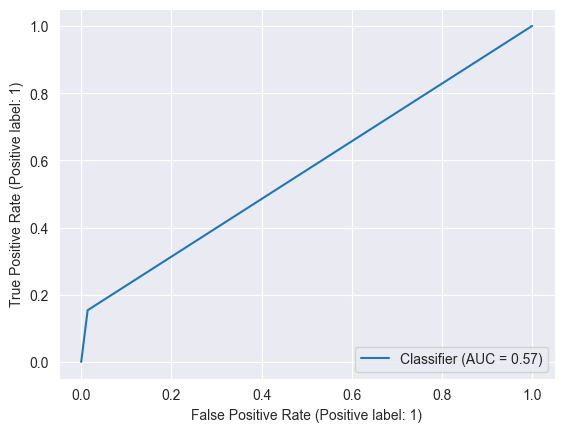 1.0
0.8
0.6
0.4
0.2
0.0
True Positive Rate (Positive label: 1)
Classifier (AUC = 0.57)
0.0 0.2 0.4 0.6 0.8 1.0
False Positive Rate (Positive label: 1)